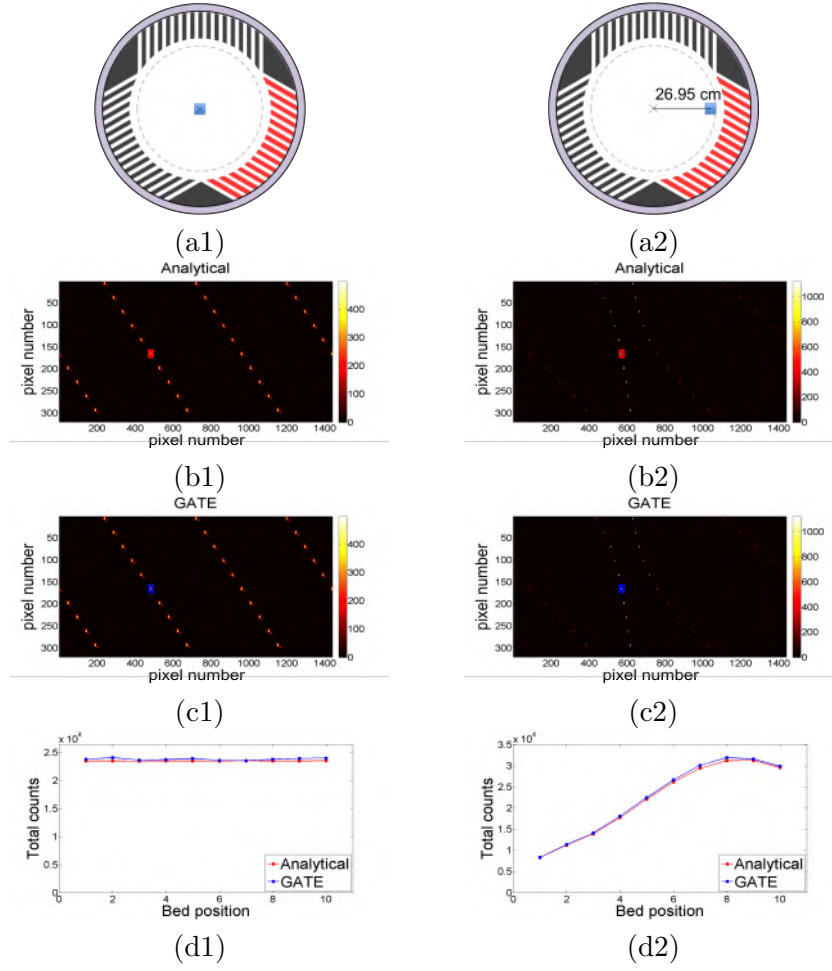 26.95 cm
(a1)
(a2)
Analytical
pixel number
50
100
150
200
250
300
200 400 600 800 1000 1200 1400
pixel number
400
300
200
100
0
(b1)
Analytical
pixel number
50
100
150
200
250
300
200 400 600 800 1000 1200 1400
pixel number
1000
800
600
400
200
0
(b2)
GATE
pixel number
50
100
150
200
250
300
200 400 600 800 1000 1200 1400
pixel number
400
300
200
100
0
(c1)
GATE
pixel number
50
100
150
200
250
300
200 400 600 800 1000 1200 1400
pixel number
1000
800
600
400
200
0
(c2)
x 10^4
Total counts
2.5
2
1.5
1
0.5
0
0 2 4 6 8 10
Bed position
Analytical
GATE
(d1)
x 10^4
Total counts
3.5
3
2.5
2
1.5
1
0.5
0
0 2 4 6 8 10
Bed position
Analytical
GATE
(d2)